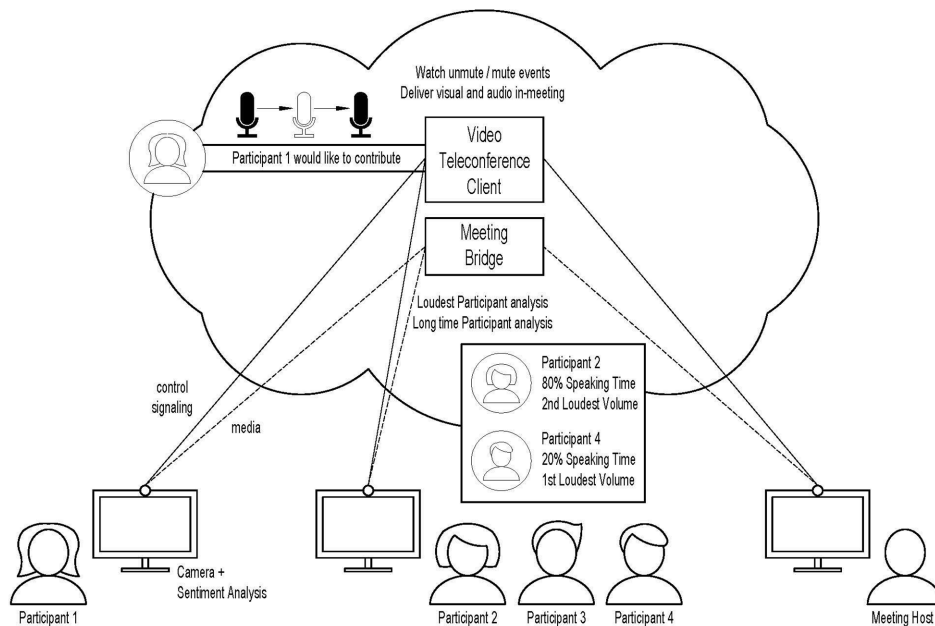 Watch unmute / mute events
Deliver visual and audio in-meeting
Participant 1 would like to contribute
Video
Teleconference
Client
Meeting
Bridge
Loudest Participant analysis
Long time Participant analysis
Participant 2
80% Speaking Time
2nd Loudest Volume
Participant 4
20% Speaking Time
1st Loudest Volume
control
signaling
media
Camera +
Sentiment Analysis
Participant 1
Participant 2
Participant 3
Participant 4
Meeting Host